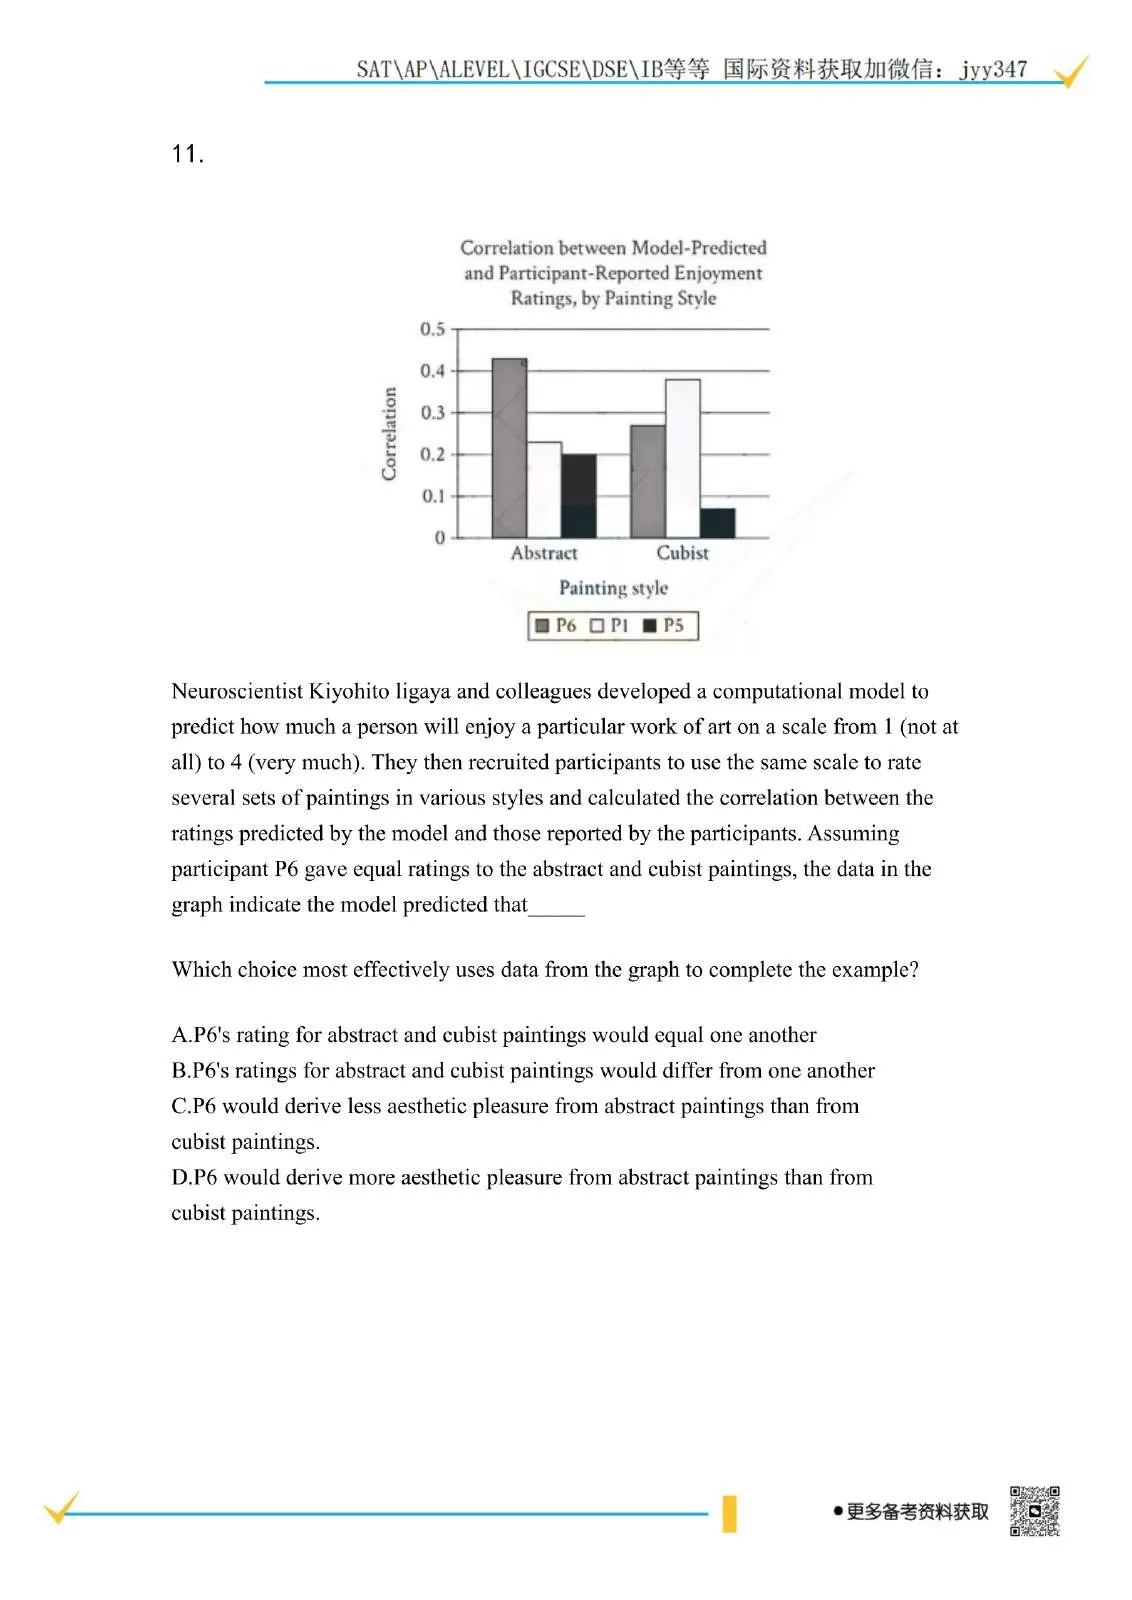 SAT\AP\ALEVEL\IGCSE\DSE\IB等等 国际资料获取加微信：jyy347
11.
Correlation between Model-Predicted
and Participant-Reported Enjoyment
Ratings, by Painting Style
0.5
0.4
0.3
0.2
0.1
0
Correlation
Abstract Cubist
Painting style
P6 P1 P5
Neuroscientist Kiyohito ligaya and colleagues developed a computational model to
predict how much a person will enjoy a particular work of art on a scale from 1 (not at
all) to 4 (very much). They then recruited participants to use the same scale to rate
several sets of paintings in various styles and calculated the correlation between the
ratings predicted by the model and those reported by the participants. Assuming
participant P6 gave equal ratings to the abstract and cubist paintings, the data in the
graph indicate the model predicted that_____
Which choice most effectively uses data from the graph to complete the example?
A.P6's rating for abstract and cubist paintings would equal one another
B.P6's ratings for abstract and cubist paintings would differ from one another
C.P6 would derive less aesthetic pleasure from abstract paintings than from
cubist paintings.
D.P6 would derive more aesthetic pleasure from abstract paintings than from
cubist paintings.
●更多备考资料获取